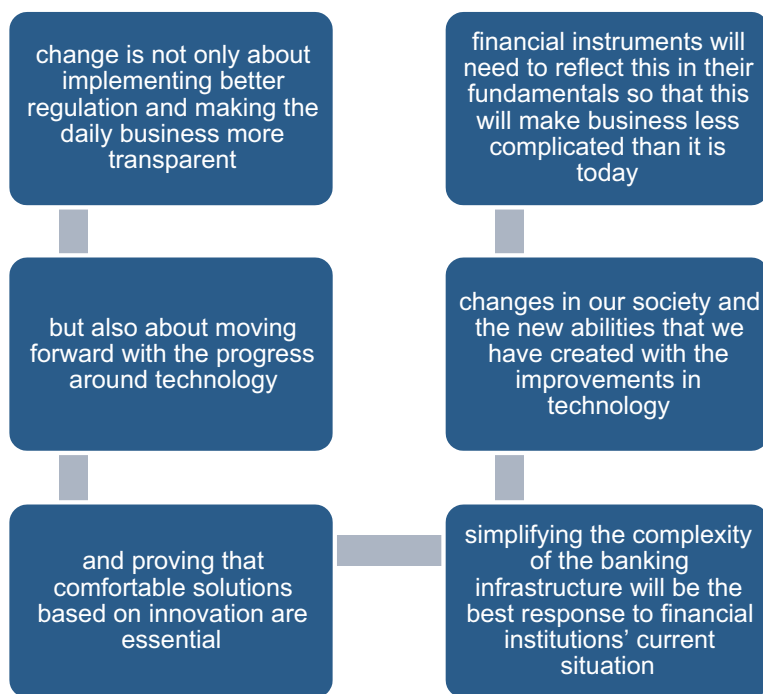 change is not only about
implementing better
regulation and making the
daily business more
transparent
but also about moving
forward with the progress
around technology
and proving that
comfortable solutions
based on innovation are
essential
simplifying the complexity
of the banking
infrastructure will be the
best response to financial
institutions’ current
situation
changes in our society and
the new abilities that we
have created with the
improvements in
technology
financial instruments will
need to reflect this in their
fundamentals so that this
will make business less
complicated than it is
today